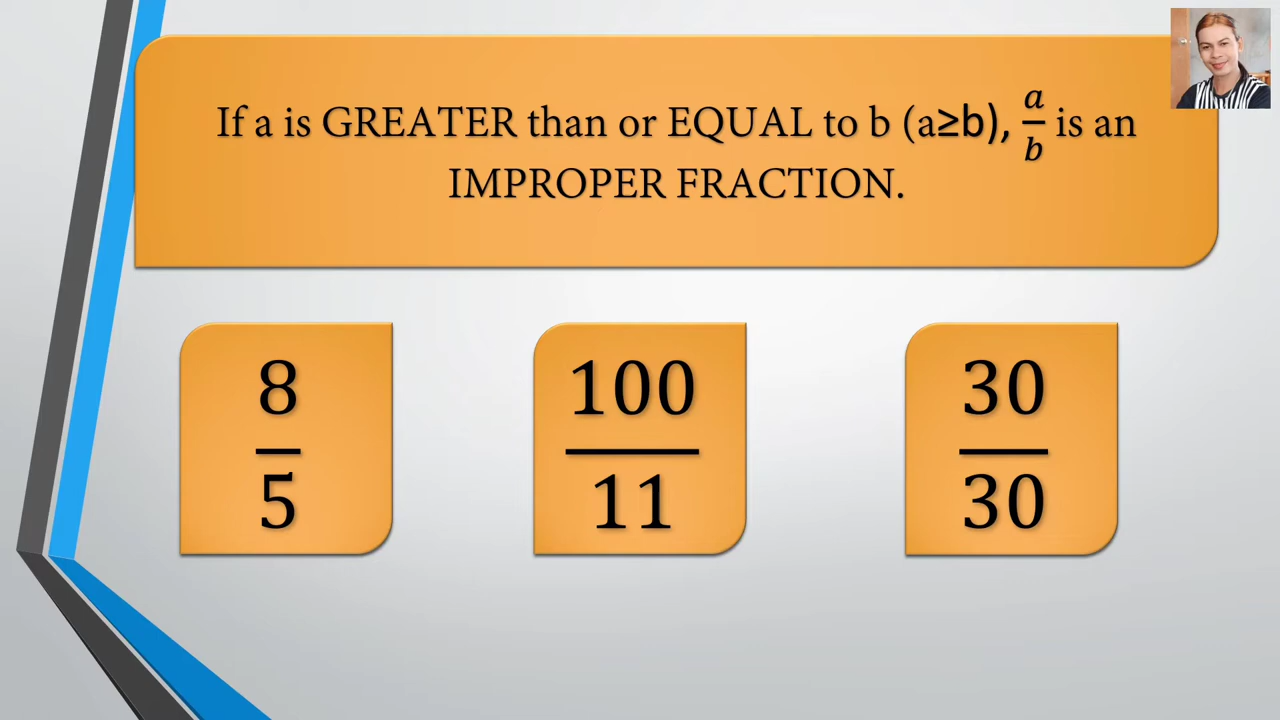 If a is GREATER than or EQUAL to b (a≥b), a/b is an
IMPROPER FRACTION.
8/5
100/11
30/30